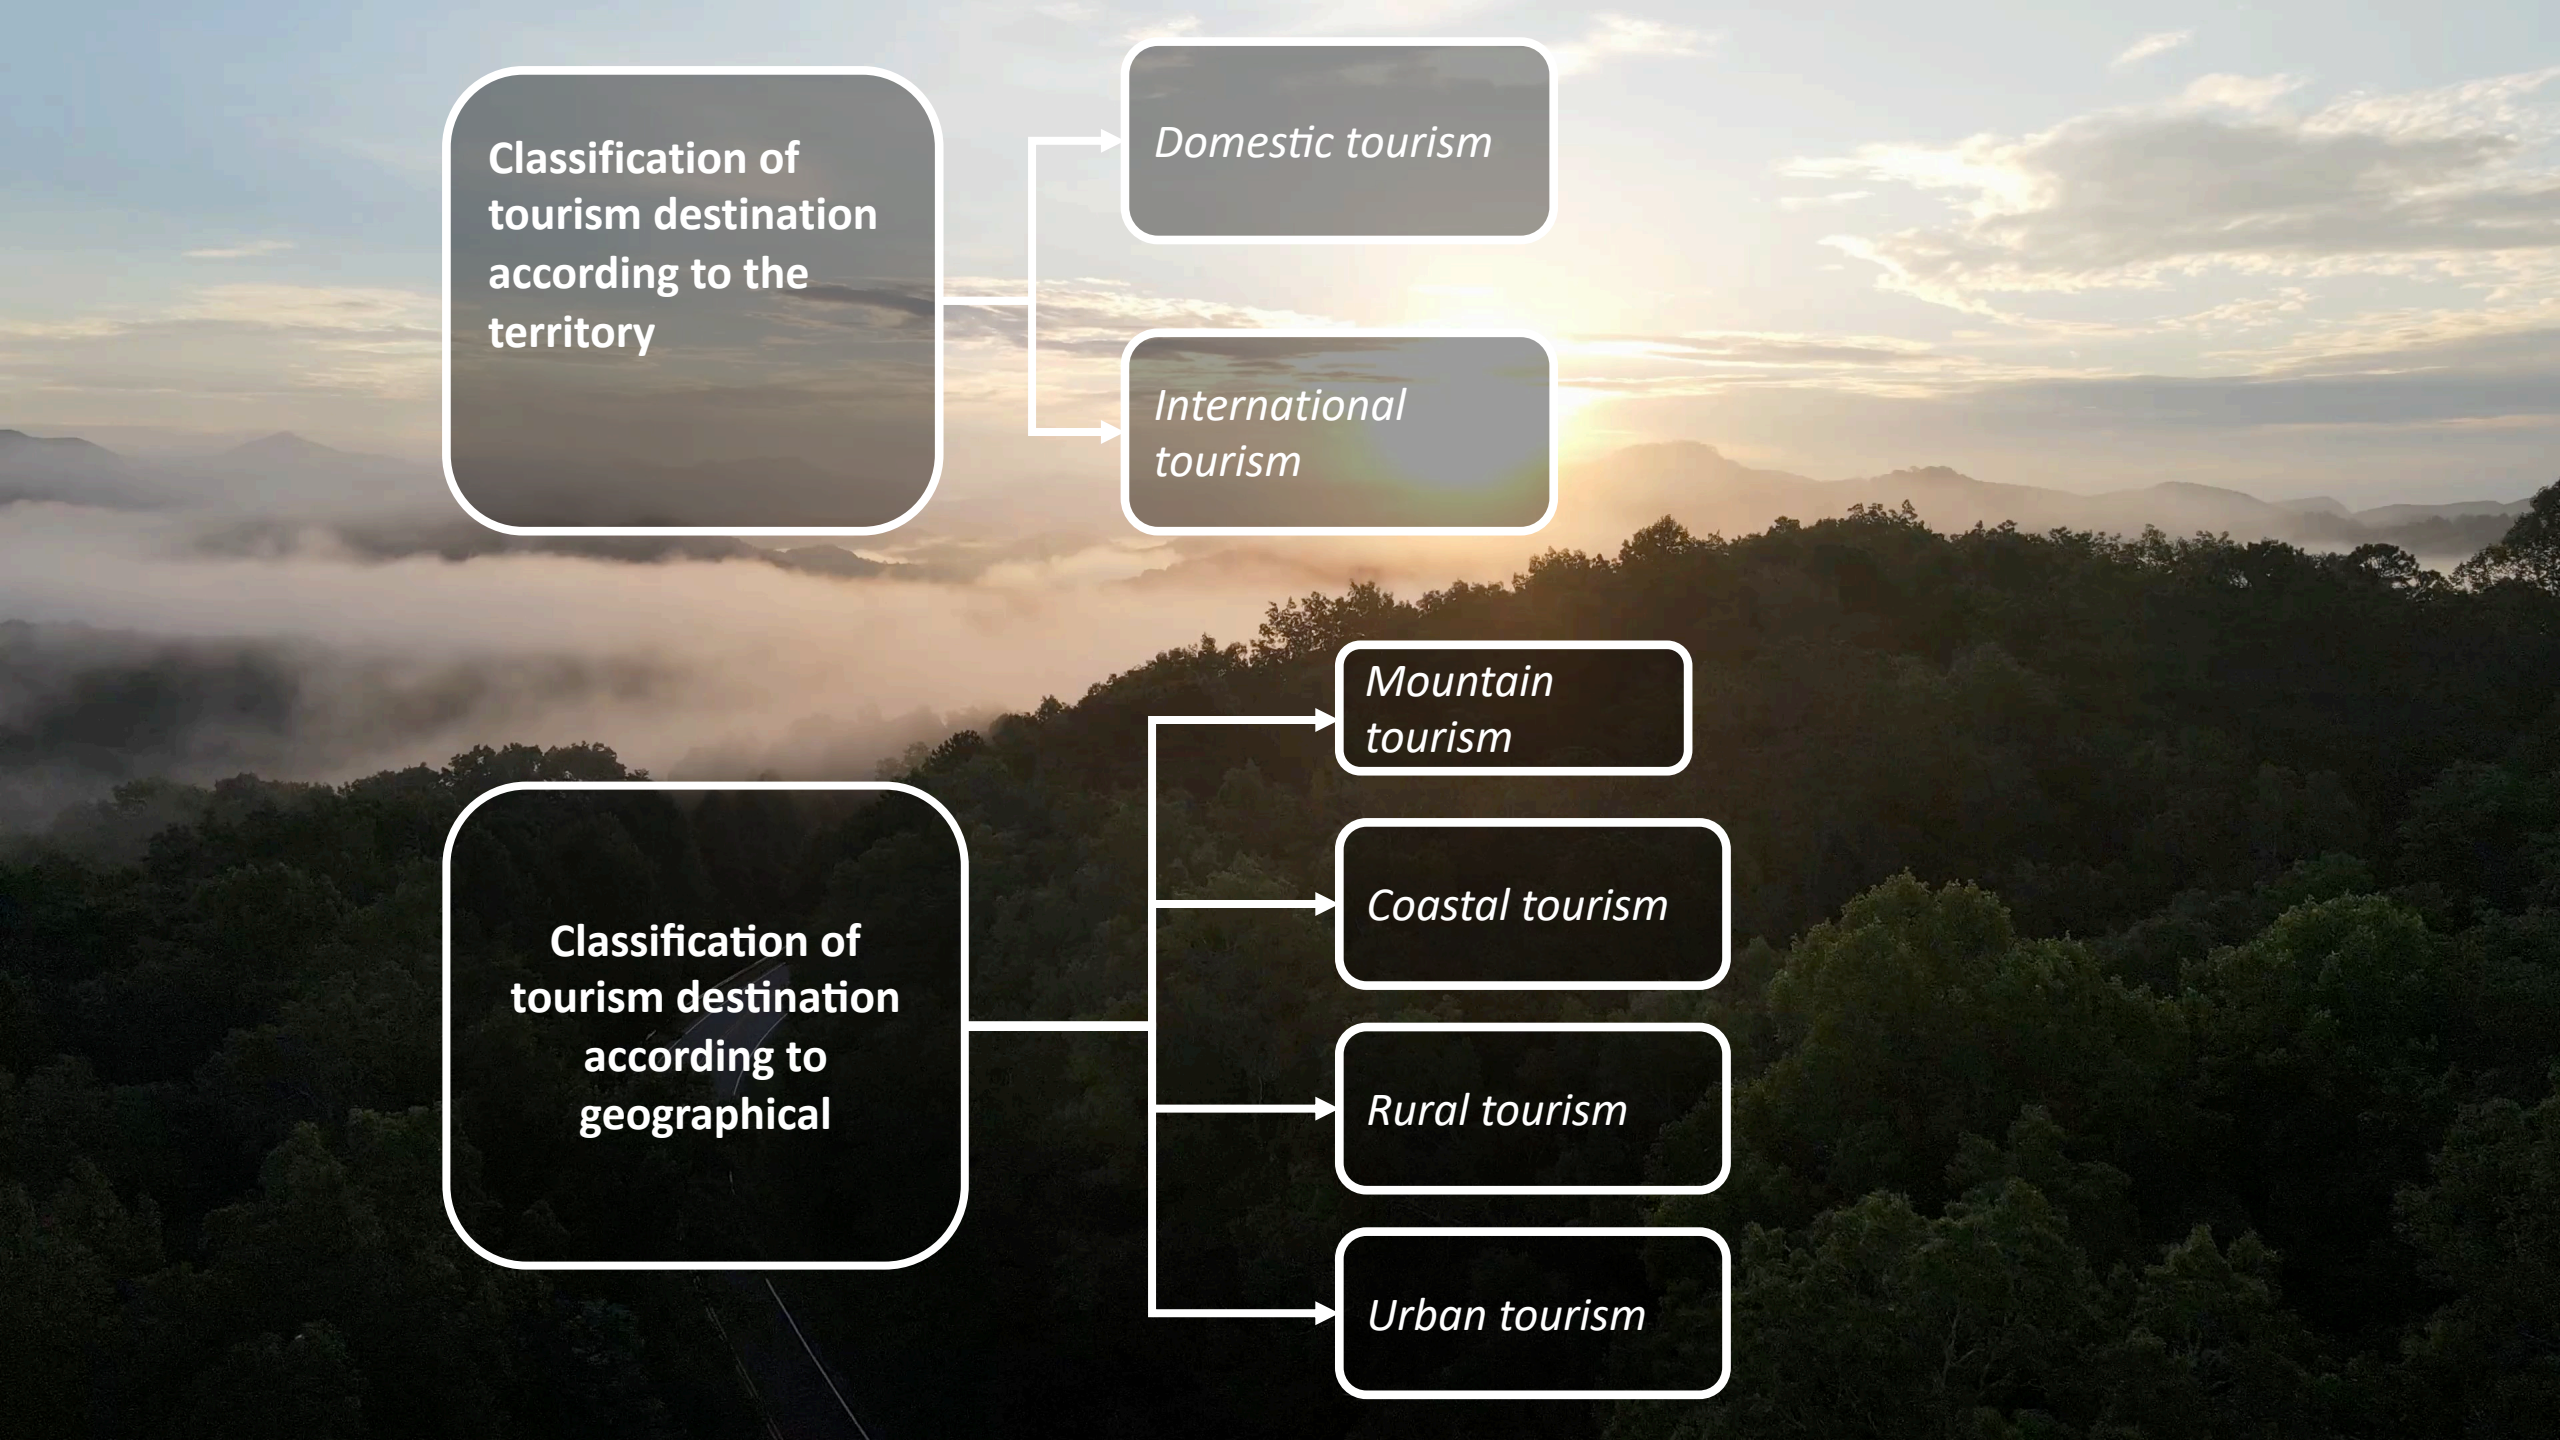 Classification of
tourism destination
according to the
territory
Domestic tourism
International
tourism
Classification of
tourism destination
according to
geographical
Mountain
tourism
Coastal tourism
Rural tourism
Urban tourism